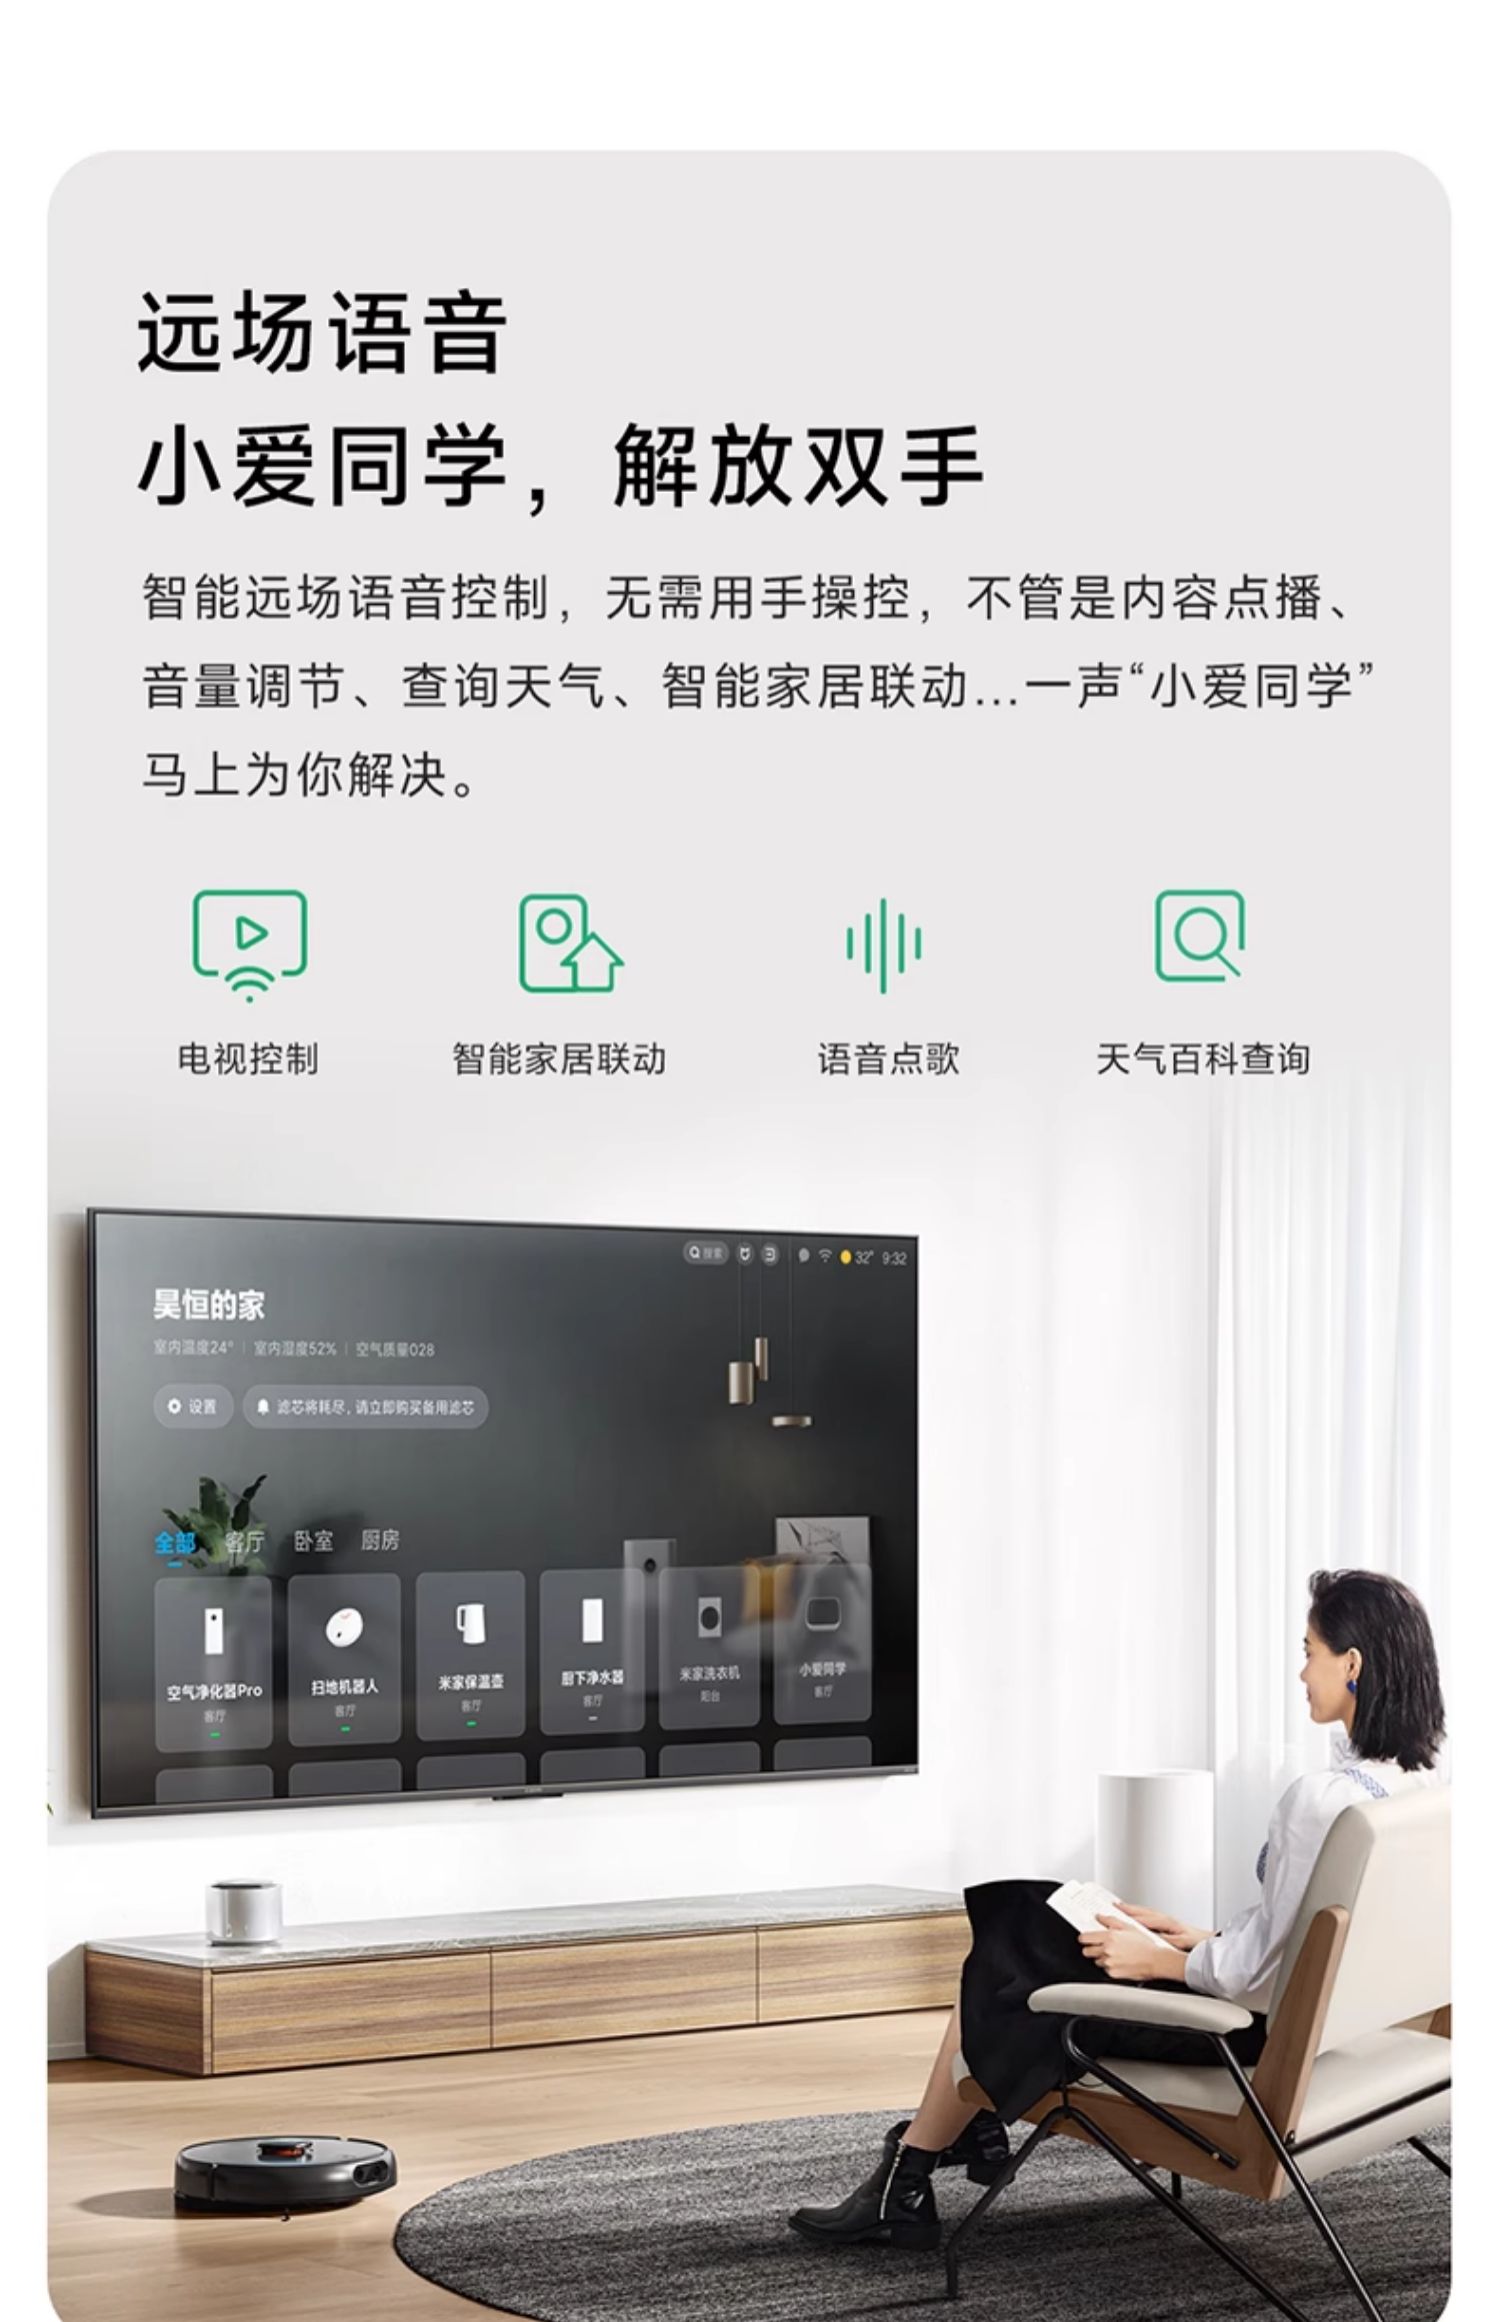 远场语音
小爱同学，解放双手
智能远场语音控制，无需用手操控，不管是内容点播、
音量调节、查询天气、智能家居联动...一声“小爱同学”
马上为你解决。
电视控制 智能家居联动 语音点歌 天气百科查询
搜索 32° 9:32
昊恒的家
室内温度24° | 室内湿度52% | 空气质量028
设置 滤芯将耗尽，请立即购买备用滤芯
全部 客厅 卧室 厨房
空气净化器Pro 扫地机器人 米家保温壶 厨下净水器 米家洗衣机 小爱同学
客厅 客厅 客厅 客厅 阳台 客厅